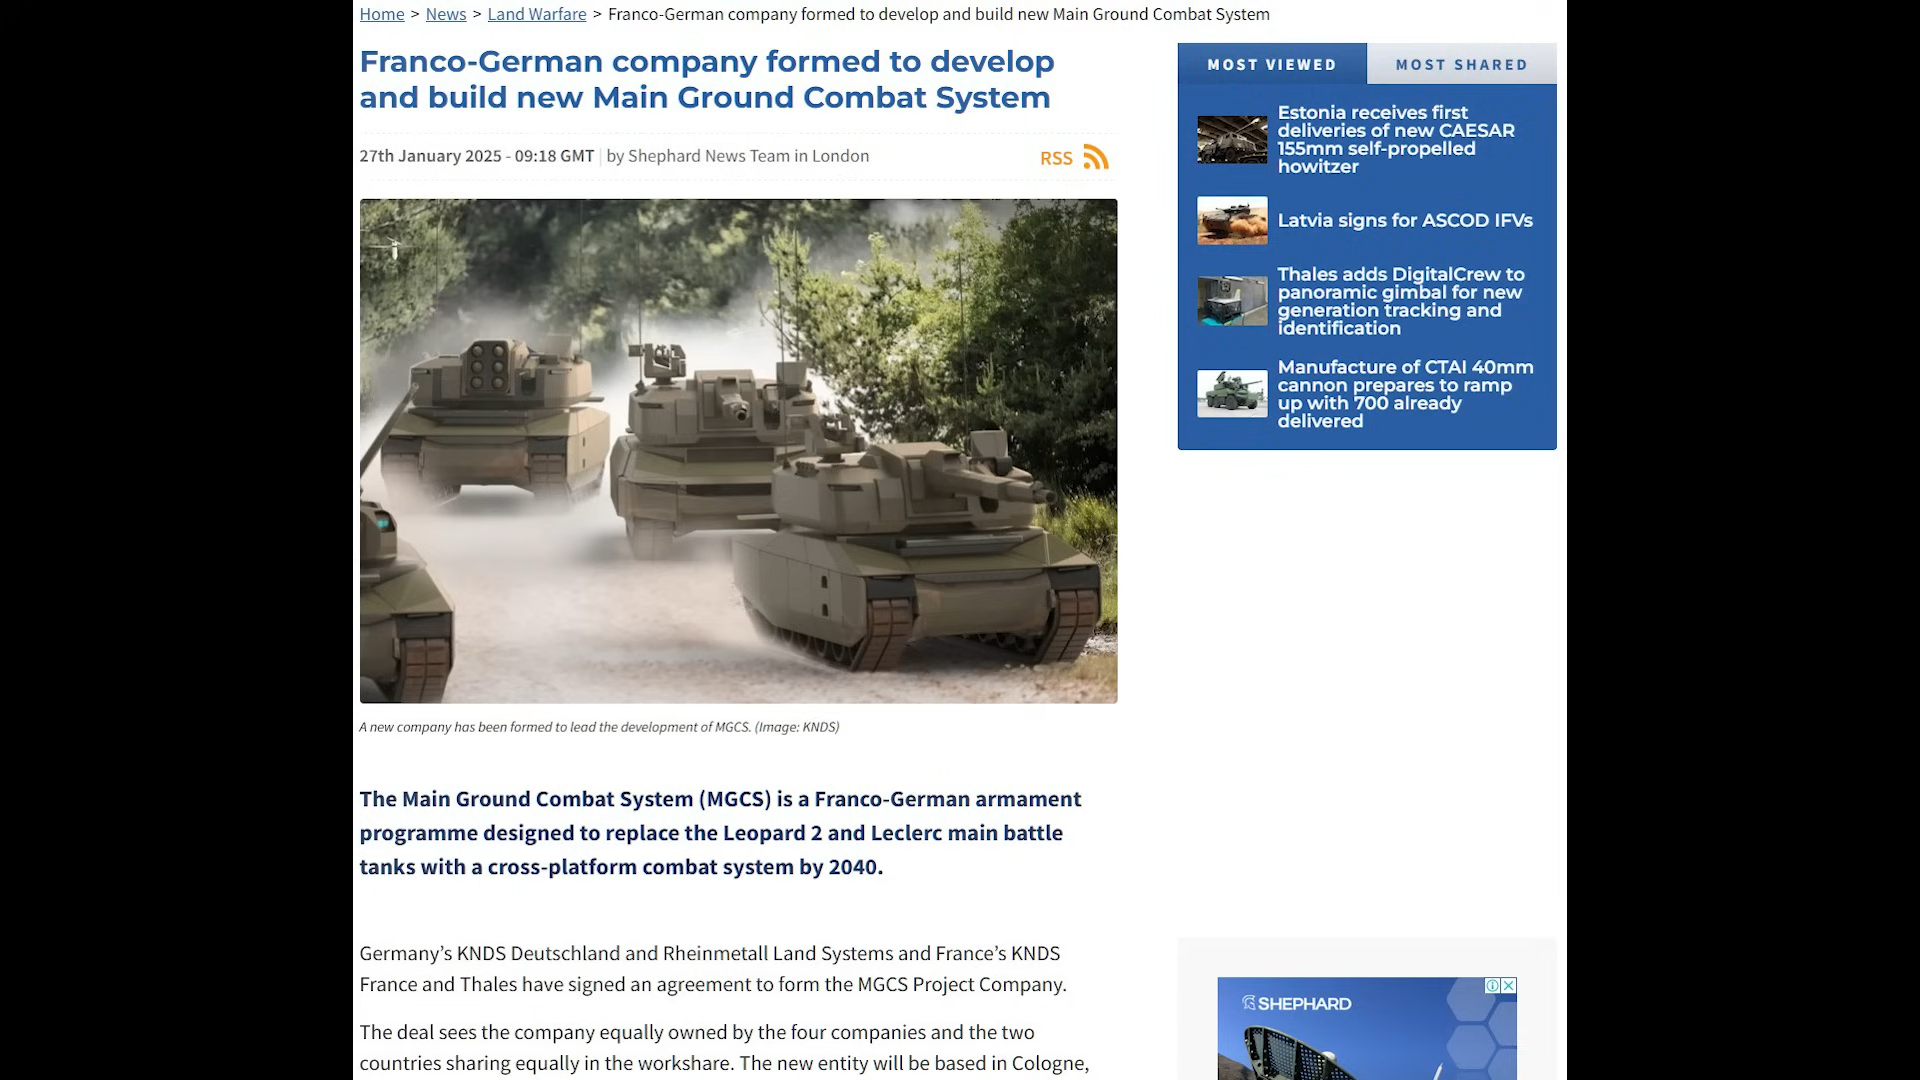 Home > News > Land Warfare > Franco-German company formed to develop and build new Main Ground Combat System
Franco-German company formed to develop
and build new Main Ground Combat System
27th January 2025 - 09:18 GMT | by Shephard News Team in London
RSS
A new company has been formed to lead the development of MGCS. (Image: KNDS)
The Main Ground Combat System (MGCS) is a Franco-German armament
programme designed to replace the Leopard 2 and Leclerc main battle
tanks with a cross-platform combat system by 2040.
Germany’s KNDS Deutschland and Rheinmetall Land Systems and France’s KNDS
France and Thales have signed an agreement to form the MGCS Project Company.
The deal sees the company equally owned by the four companies and the two
countries sharing equally in the workshare. The new entity will be based in Cologne,
MOST VIEWED
MOST SHARED
Estonia receives first
deliveries of new CAESAR
155mm self-propelled
howitzer
Latvia signs for ASCOD IFVs
Thales adds DigitalCrew to
panoramic gimbal for new
generation tracking and
identification
Manufacture of CTAI 40mm
cannon prepares to ramp
up with 700 already
delivered
SHEPHARD